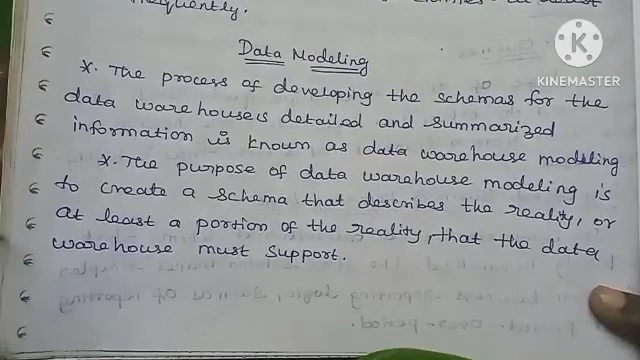 frequently.
Data Modeling
KINEMASTER
*. The process of developing the schemas for the
data warehouse's detailed and summarized
information is known as data warehouse modeling.
*. The purpose of data warehouse modeling is
to create a schema that describes the reality, or
at least a portion of the reality, that the data
warehouse must support.